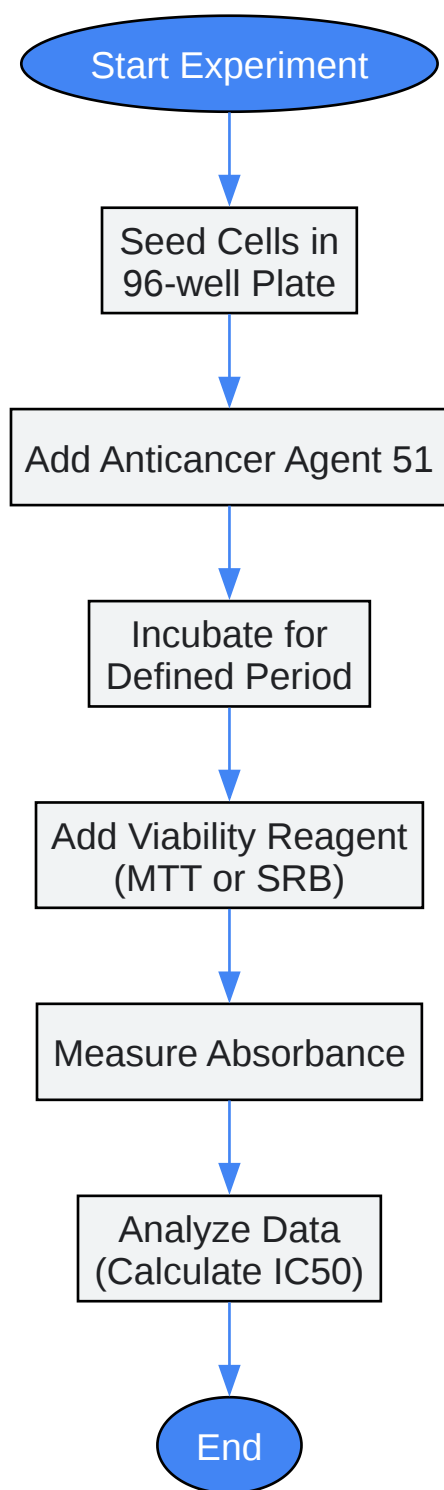 Start Experiment
Seed Cells in
96-well Plate
Add Anticancer Agent 51
Incubate for
Defined Period
Add Viability Reagent
(MTT or SRB)
Measure Absorbance
Analyze Data
(Calculate IC50)
End